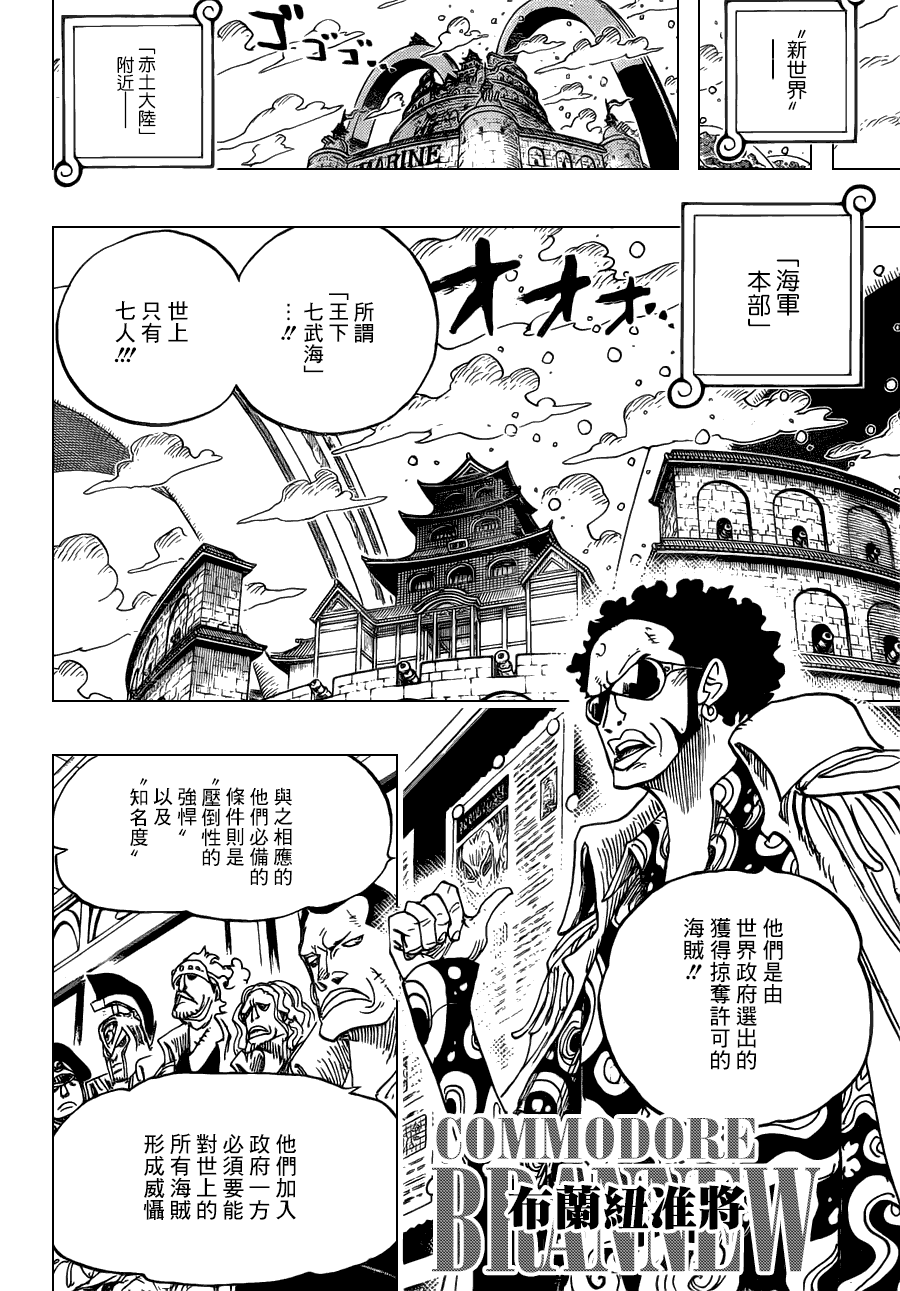 “新世界”
——
「赤土大陸」
附近——
ゴゴゴゴ
MARINE
「海軍
本部」
オオオ
所謂
「王下
七武海」
…!!
世上
只有
七人!!!
他們是由
世界政府選出的
獲得掠奪許可的
海賊!!
COMMODORE
BRANNEW
布蘭紐准將
與之相應的
他們必備的
條件則是
“壓倒性的
強悍”
以及
“知名度”
他們加入
政府一方
必須要能
對世上的
所有海賊
形成威懾